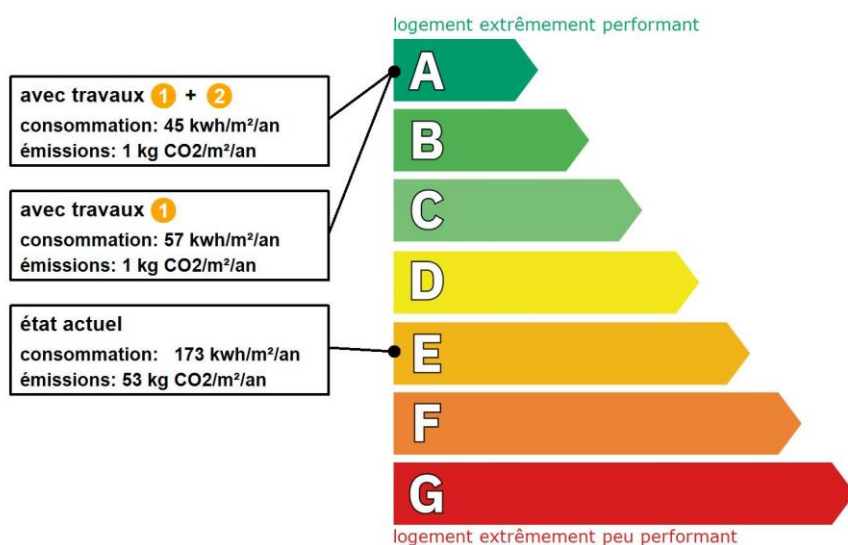 logement extrêmement performant
A
avec travaux 1 + 2
consommation: 45 kwh/m²/an
émissions: 1 kg CO2/m²/an
B
avec travaux 1
consommation: 57 kwh/m²/an
émissions: 1 kg CO2/m²/an
C
D
état actuel
consommation: 173 kwh/m²/an
émissions: 53 kg CO2/m²/an
E
F
G
logement extrêmement peu performant